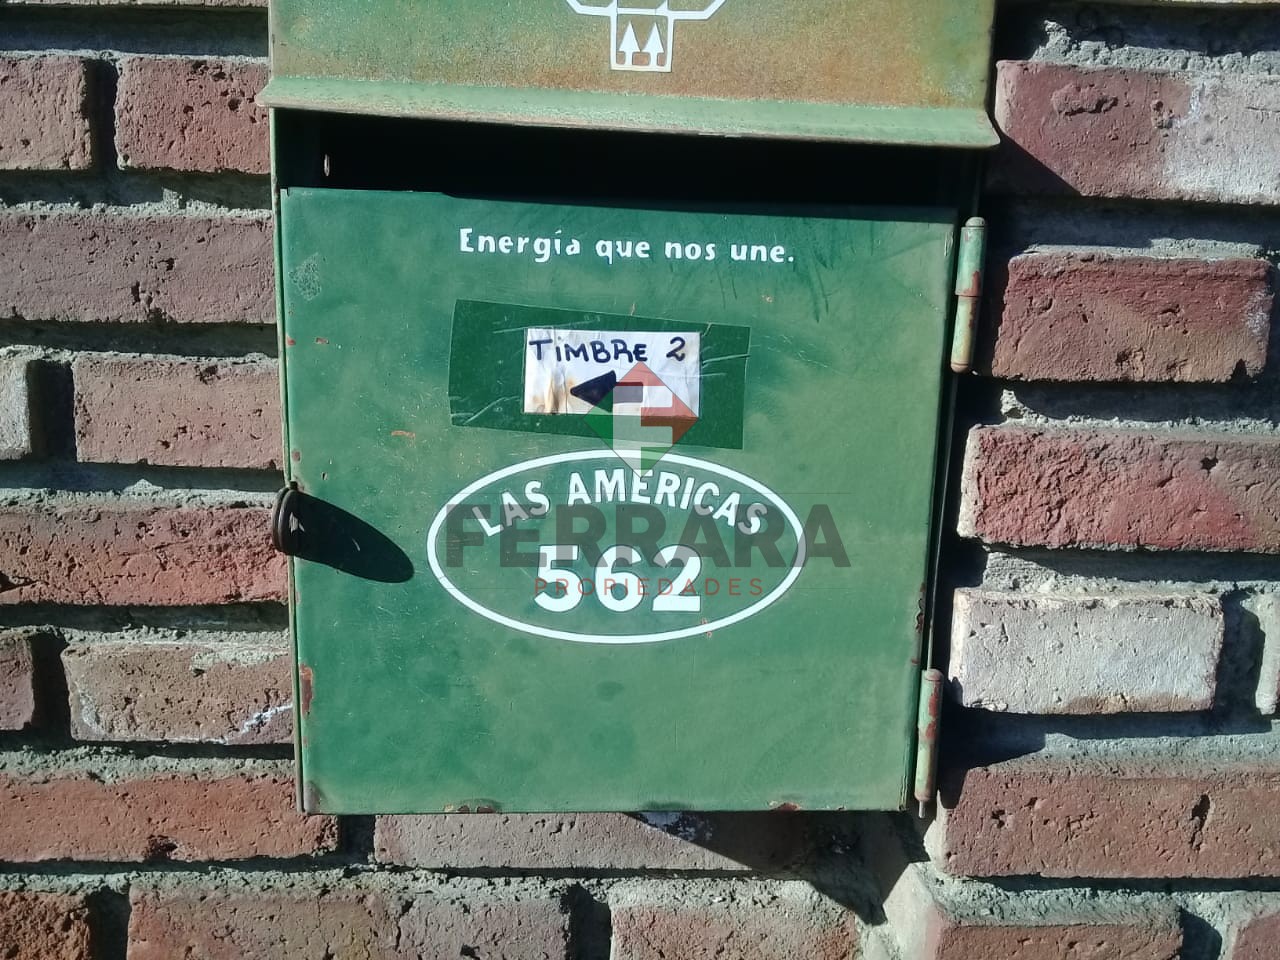 Energía que nos une.
TIMBRE 2
LAS AMERICAS
562
FERRARA
PROPIEDADES